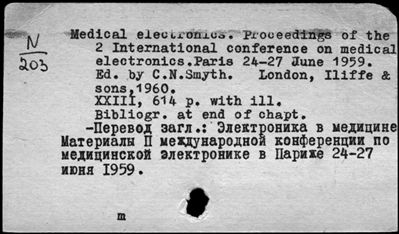 N
203
Medical electronics. Proceedings of the
2 International conference on medical
electronics.Paris 24-27 June 1959.
Ed. by C.N.Smyth. London, Iliffe &
sons,1960.
XXIII, 614 p. with ill.
Bibliogr. at end of chapt.
-Перевод загл.: Электроника в медицине
Материалы П международной конференции по
медицинской электронике в Париже 24-27
июня 1959.
m